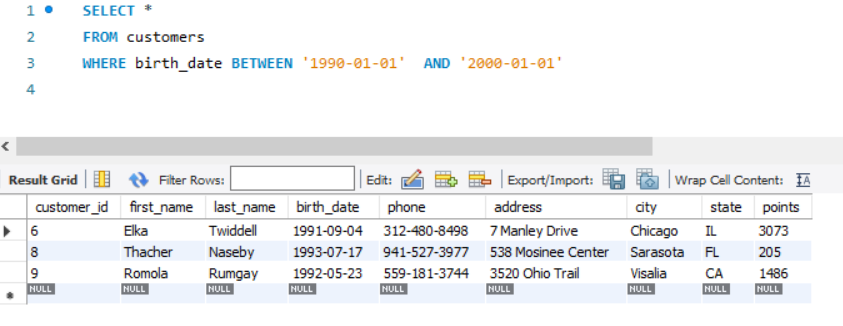 1 SELECT *
2 FROM customers
3 WHERE birth_date BETWEEN '1990-01-01' AND '2000-01-01'
4
Result Grid Filter Rows: Edit: Export/Import: Wrap Cell Content: IA
customer_id first_name last_name birth_date phone address city state points
6 Elka Twiddell 1991-09-04 312-480-8498 7 Manley Drive Chicago IL 3073
8 Thacher Naseby 1993-07-17 941-527-3977 538 Mosinee Center Sarasota FL 205
9 Romola Rumgay 1992-05-23 559-181-3744 3520 Ohio Trail Visalia CA 1486
NULL NULL NULL NULL NULL NULL NULL NULL NULL